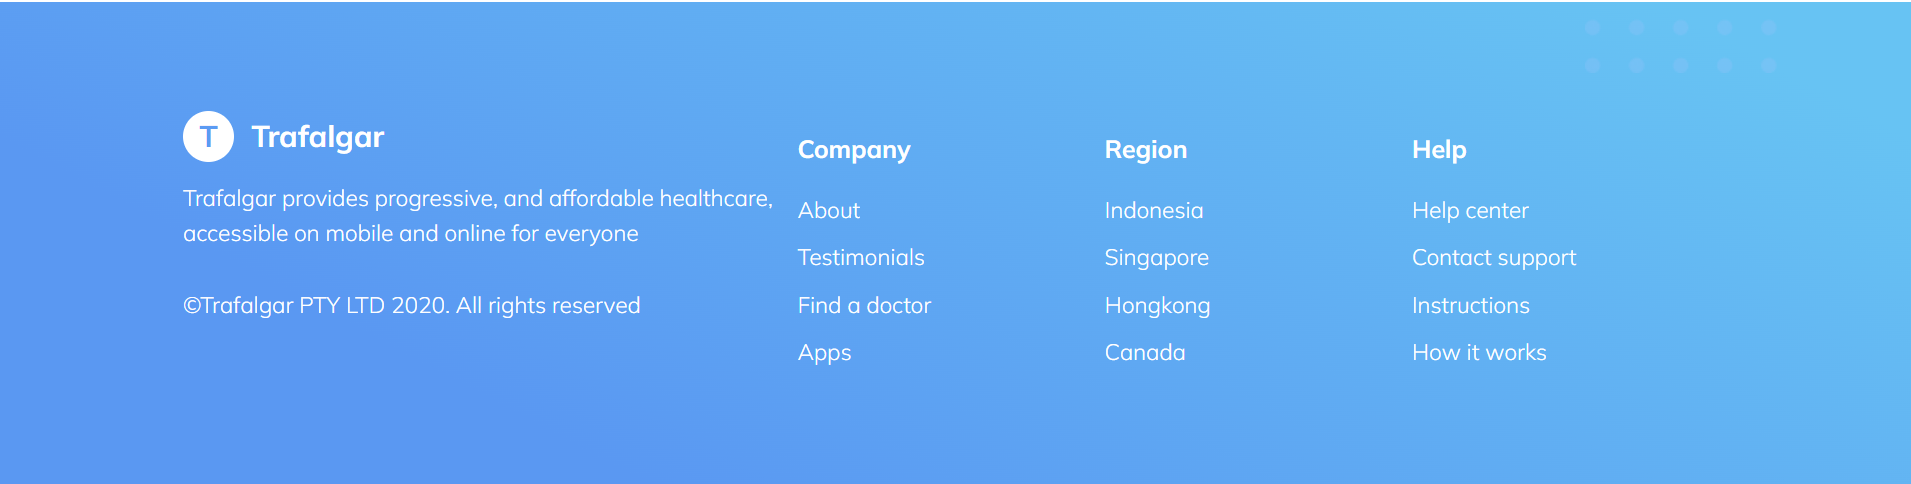 T Trafalgar
Trafalgar provides progressive, and affordable healthcare,
accessible on mobile and online for everyone
©Trafalgar PTY LTD 2020. All rights reserved
Company
About
Testimonials
Find a doctor
Apps
Region
Indonesia
Singapore
Hongkong
Canada
Help
Help center
Contact support
Instructions
How it works